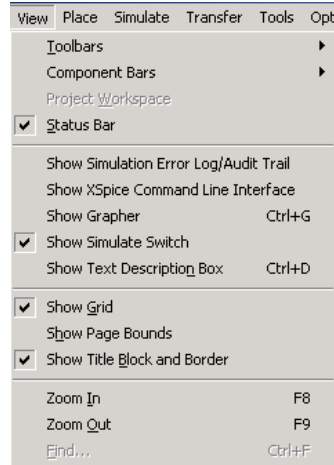 View Place Simulate Transfer Tools Opt
Toolbars
Component Bars
Project Workspace
Status Bar
Show Simulation Error Log/Audit Trail
Show XSpice Command Line Interface
Show Grapher Ctrl+G
Show Simulate Switch
Show Text Description Box Ctrl+D
Show Grid
Show Page Bounds
Show Title Block and Border
Zoom In F8
Zoom Out F9
Find... Ctrl+F